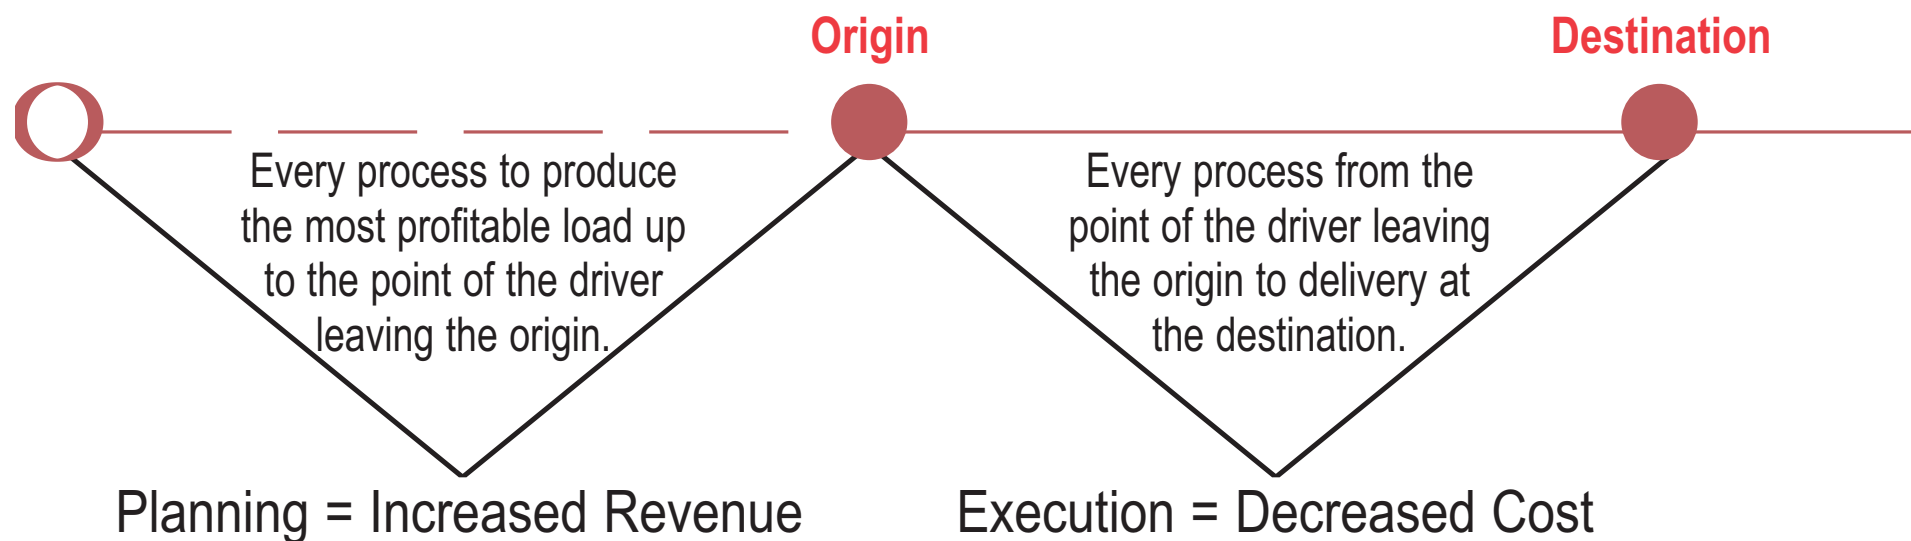 Origin
Destination
Every process to produce
the most profitable load up
to the point of the driver
leaving the origin.
Every process from the
point of the driver leaving
the origin to delivery at
the destination.
Planning = Increased Revenue
Execution = Decreased Cost